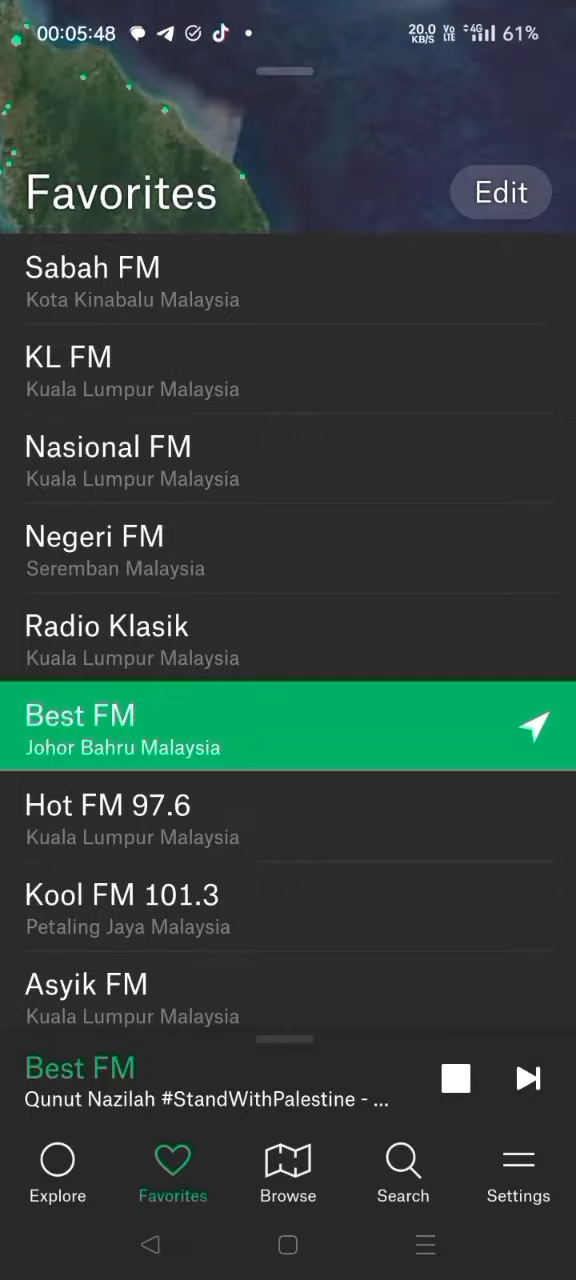 00:05:48 20.0 KB/S Vo LTE 4G 61%
Favorites
Edit
Sabah FM
Kota Kinabalu Malaysia
KL FM
Kuala Lumpur Malaysia
Nasional FM
Kuala Lumpur Malaysia
Negeri FM
Seremban Malaysia
Radio Klasik
Kuala Lumpur Malaysia
Best FM
Johor Bahru Malaysia
Hot FM 97.6
Kuala Lumpur Malaysia
Kool FM 101.3
Petaling Jaya Malaysia
Asyik FM
Kuala Lumpur Malaysia
Best FM
Qunut Nazilah #StandWithPalestine - ...
Explore Favorites Browse Search Settings